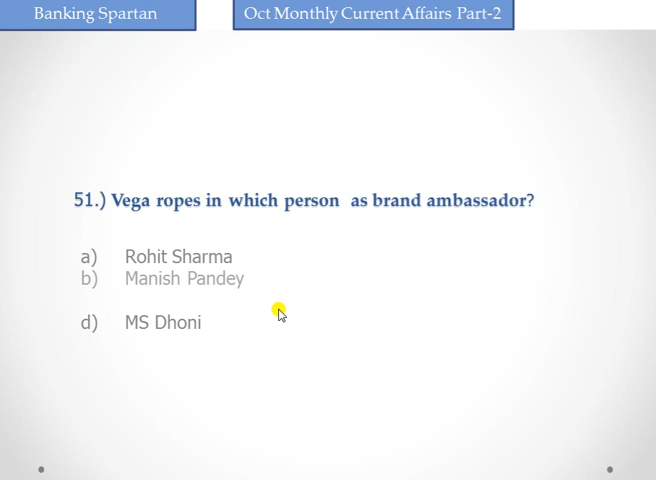 Banking Spartan
Oct Monthly Current Affairs Part-2
51.) Vega ropes in which person as brand ambassador?
a) Rohit Sharma
b) Manish Pandey
d) MS Dhoni